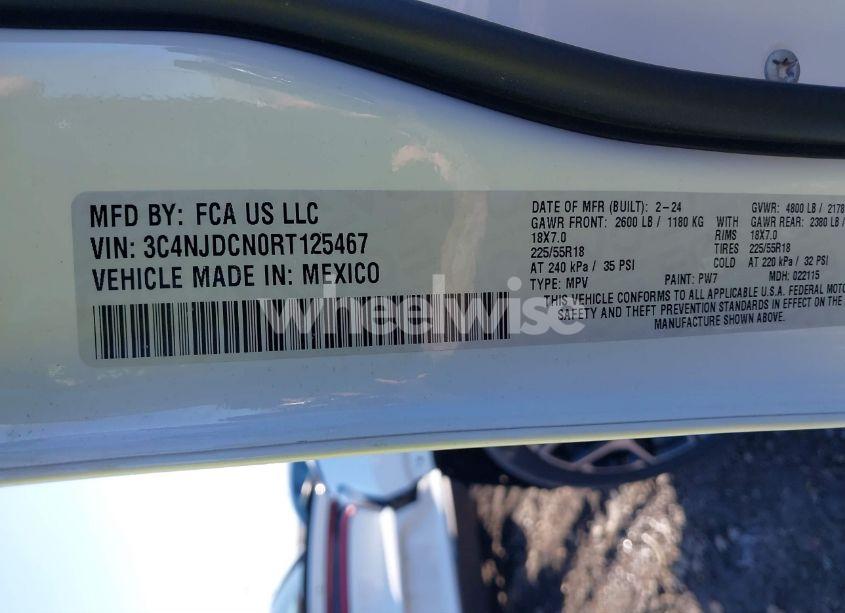 MFD BY: FCA US LLC
VIN: 3C4NJDCN0RT125467
VEHICLE MADE IN: MEXICO
DATE OF MFR (BUILT): 2-24 GVWR: 4800 LB / 2178
GAWR FRONT: 2600 LB / 1180 KG WITH GAWR REAR: 2380 LB /
18X7.0 RIMS 18X7.0
225/55R18 TIRES 225/55R18
AT 240 kPa / 35 PSI COLD AT 220 kPa / 32 PSI
TYPE: MPV PAINT: PW7 MDH: 022115
THIS VEHICLE CONFORMS TO ALL APPLICABLE U.S.A. FEDERAL MOTO
SAFETY AND THEFT PREVENTION STANDARDS IN EFFECT ON THE
MANUFACTURE SHOWN ABOVE.
wheelwise